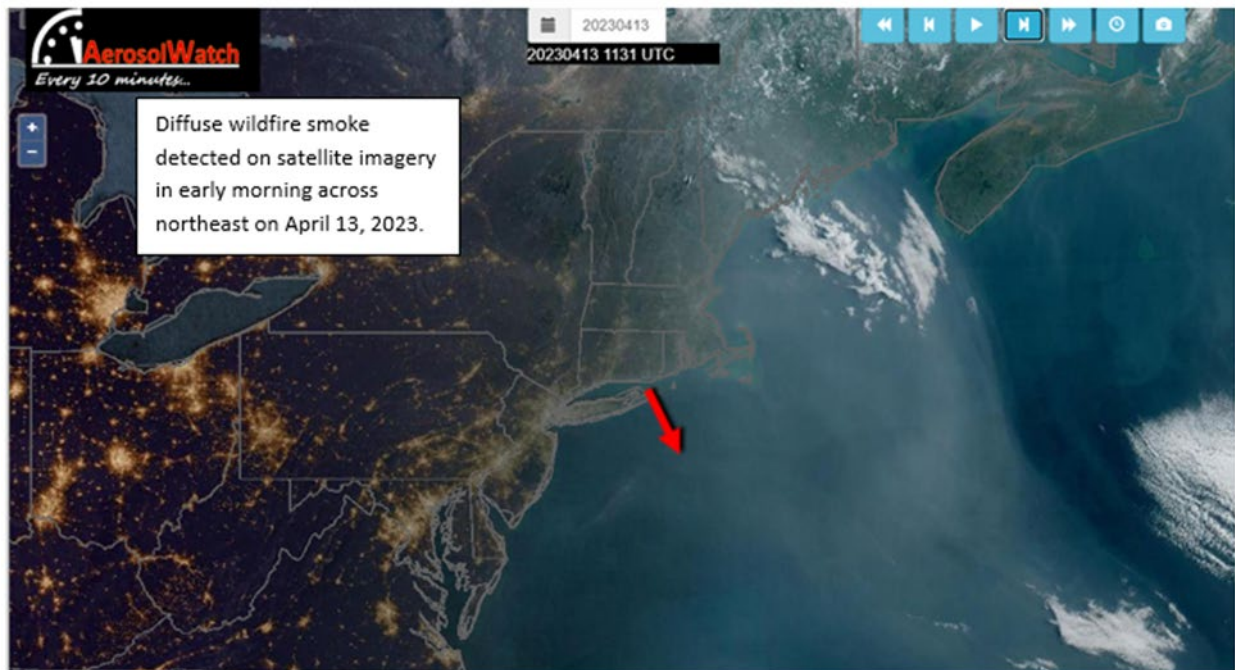 AerosolWatch
Every 10 minutes...
20230413
20230413 1131 UTC
+
−
Diffuse wildfire smoke
detected on satellite imagery
in early morning across
northeast on April 13, 2023.